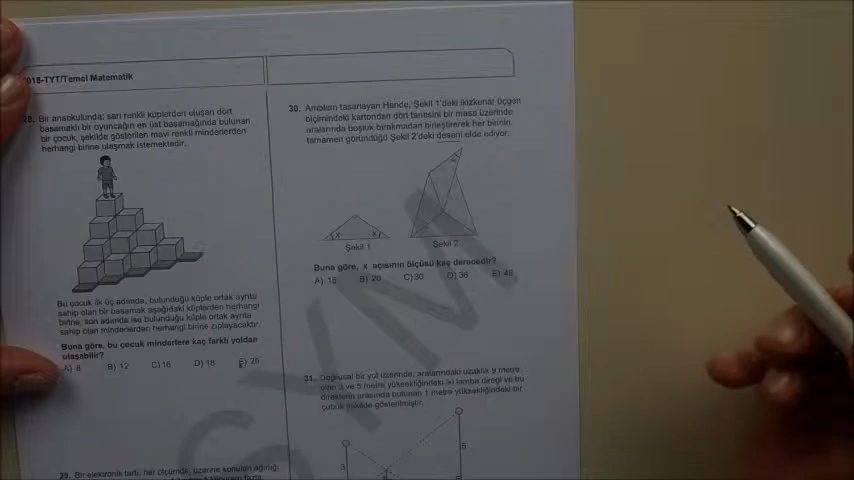 018-TYT/Temel Matematik
28. Bir anaokulunda; sarı renkli küplerden oluşan dört
basamaklı bir oyuncağın en üst basamağında bulunan
bir çocuk, şekilde gösterilen mavi renkli minderlerden
herhangi birine ulaşmak istemektedir.
Bu çocuk ilk üç adımda, bulunduğu küple ortak ayrıtı
sahip olan bir basamak aşağıdaki küplerden herhangi
birine, son adımda ise bulunduğu küple ortak ayrıta
sahip olan minderlerden herhangi birine zıplayacaktır.
Buna göre, bu çocuk minderlere kaç farklı yoldan
ulaşabilir?
A) 8 B) 12 C) 16 D) 18 E) 20
29. Bir elektronik tartı, her ölçümde, üzerine konulan ağırlığı
30. Amblem tasarlayan Hande, Şekil 1'deki ikizkenar üçgen
biçimindeki kartondan dört tanesini bir masa üzerinde
aralarında boşluk bırakmadan birleştirerek her birinin
tamamen göründüğü Şekil 2'deki deseni elde ediyor.
x x
Şekil 1
Şekil 2
Buna göre, x açısının ölçüsü kaç derecedir?
A) 15 B) 20 C) 30 D) 36 E) 45
31. Doğrusal bir yol üzerinde, aralarındaki uzaklık 9 metre
olan 3 ve 5 metre yüksekliğindeki iki lamba direği ve bu
direklerin arasında bulunan 1 metre yüksekliğindeki bir
çubuk şekilde gösterilmiştir.
3
5
SYM